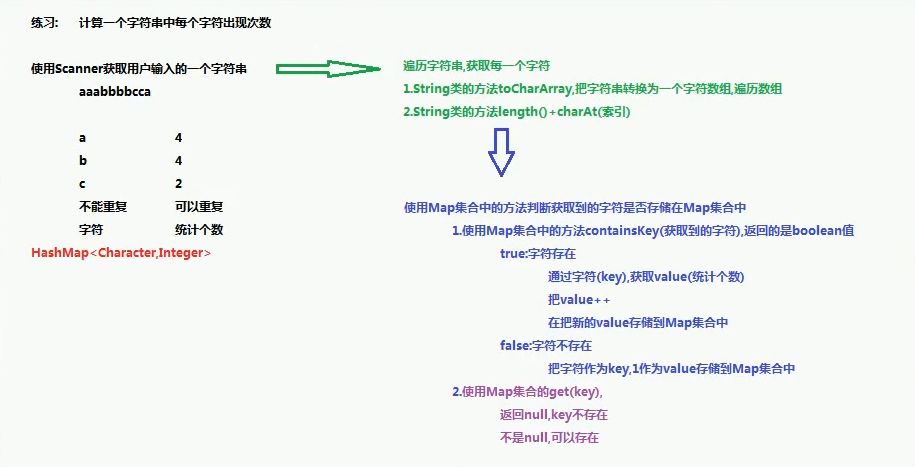 练习: 计算一个字符串中每个字符出现次数
使用Scanner获取用户输入的一个字符串
aaabbbbcca
a 4
b 4
c 2
不能重复 可以重复
字符 统计个数
HashMap<Character,Integer>
遍历字符串,获取每一个字符
1.String类的方法toCharArray,把字符串转换为一个字符数组,遍历数组
2.String类的方法length()+charAt(索引)
使用Map集合中的方法判断获取到的字符是否存储在Map集合中
1.使用Map集合中的方法containsKey(获取到的字符),返回的是boolean值
true:字符存在
通过字符(key),获取value(统计个数)
把value++
在把新的value存储到Map集合中
false:字符不存在
把字符作为key,1作为value存储到Map集合中
2.使用Map集合的get(key),
返回null,key不存在
不是null,可以存在